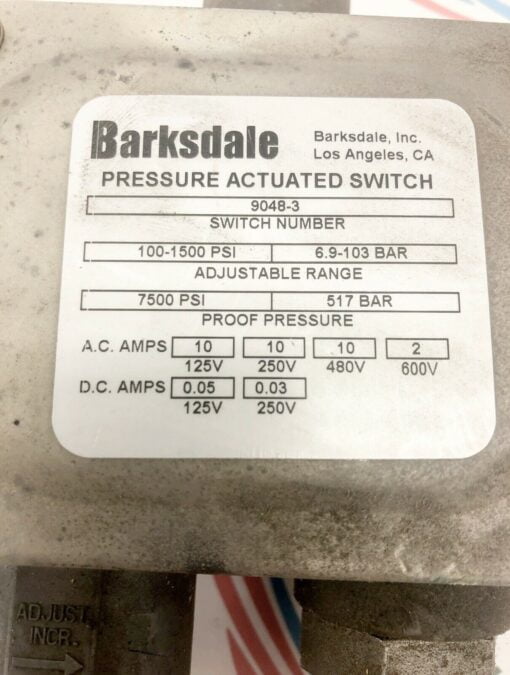 Barksdale
Barksdale, Inc.
Los Angeles, CA
PRESSURE ACTUATED SWITCH
9048-3
SWITCH NUMBER
100-1500 PSI 6.9-103 BAR
ADJUSTABLE RANGE
7500 PSI 517 BAR
PROOF PRESSURE
A.C. AMPS 10 10 10 2
125V 250V 480V 600V
D.C. AMPS 0.05 0.03
125V 250V
ADJUST
INCR.